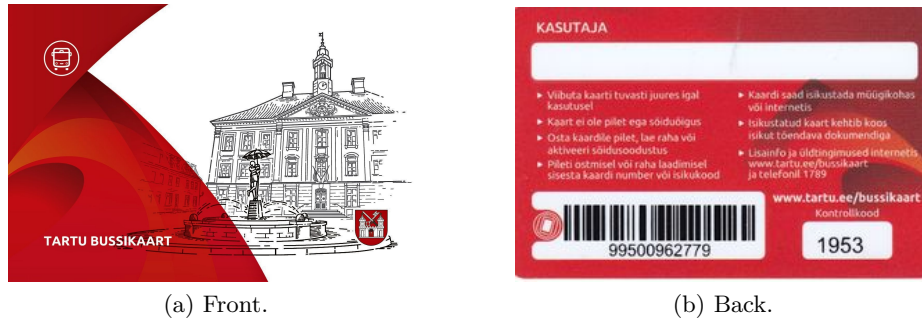 TARTU BUSSIKAART
(a) Front.
KASUTAJA
▸ Viibuta kaarti tuvasti juures igal
kasutusel
▸ Kaart ei ole pilet ega sõiduõigus
▸ Osta kaardile pilet, lae raha või
aktiveeri sõidusoodustus
▸ Pileti ostmisel või raha laadimisel
sisesta kaardi number või isikukood
▸ Kaardi saad isikustada müügikohas
või internetis
▸ Isikustatud kaart kehtib koos
isikut tõendava dokumendiga
▸ Lisainfo ja üldtingimused internetis
www.tartu.ee/bussikaart
ja telefonil 1789
www.tartu.ee/bussikaart
Kontrollkood
99500962779
1953
(b) Back.